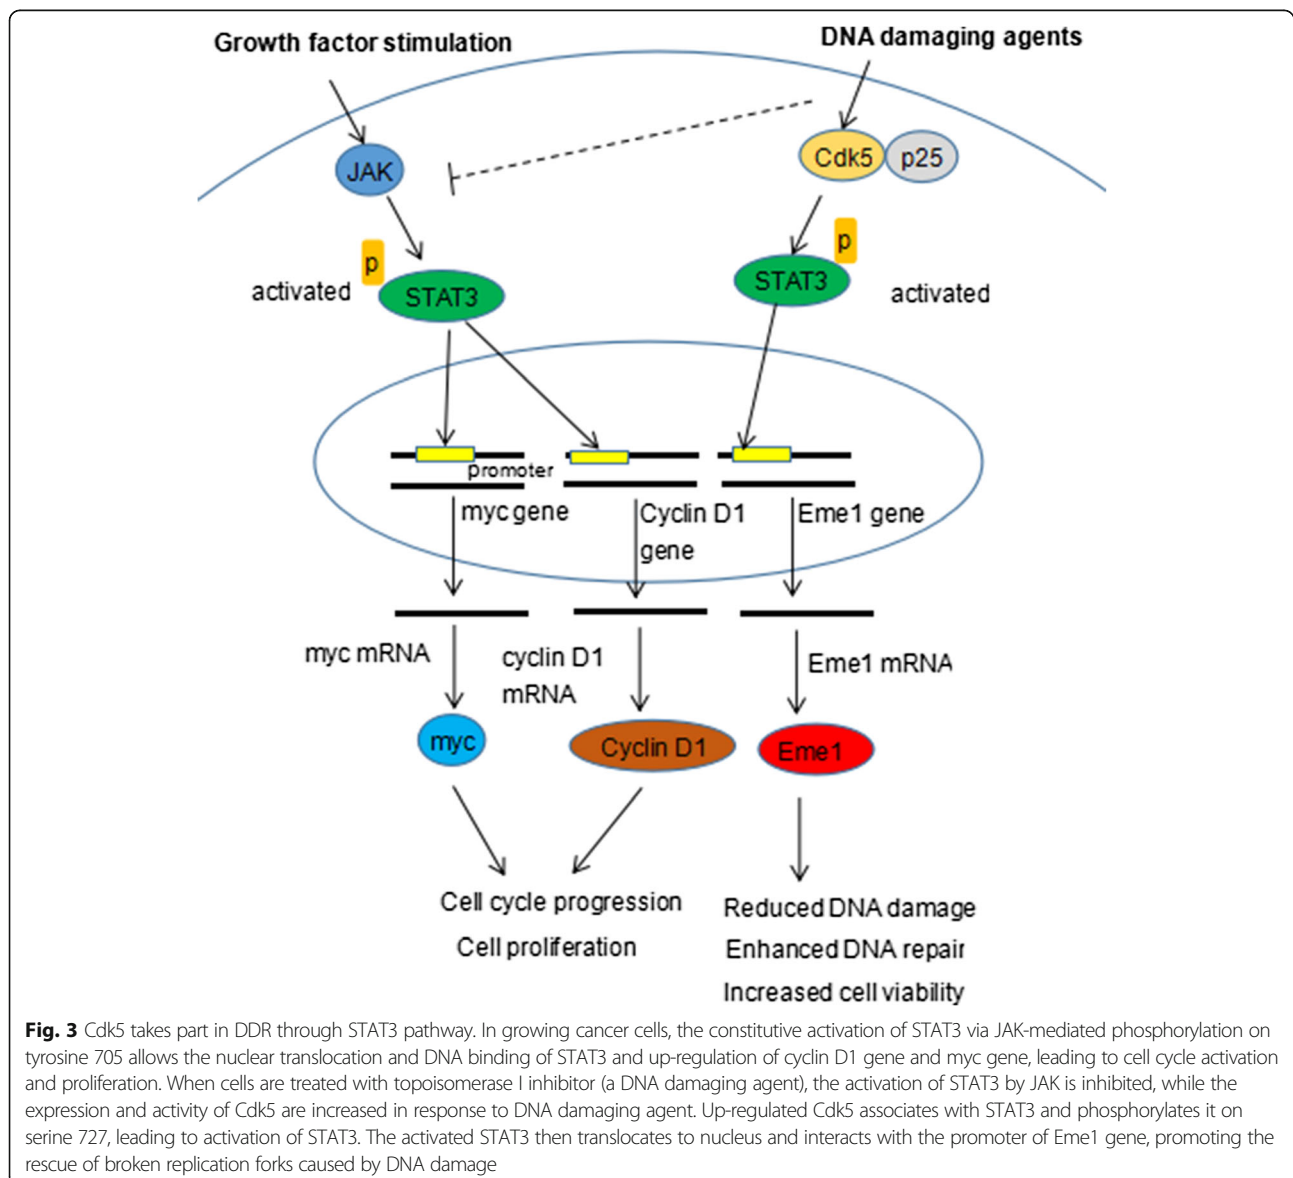 Growth factor stimulation
DNA damaging agents
JAK
Cdk5
p25
p
p
activated
STAT3
STAT3
activated
promoter
myc gene
Cyclin D1
gene
Eme1 gene
myc mRNA
cyclin D1
mRNA
Eme1 mRNA
myc
Cyclin D1
Eme1
Cell cycle progression
Cell proliferation
Reduced DNA damage
Enhanced DNA repair
Increased cell viability
Fig. 3 Cdk5 takes part in DDR through STAT3 pathway. In growing cancer cells, the constitutive activation of STAT3 via JAK-mediated phosphorylation on
tyrosine 705 allows the nuclear translocation and DNA binding of STAT3 and up-regulation of cyclin D1 gene and myc gene, leading to cell cycle activation
and proliferation. When cells are treated with topoisomerase I inhibitor (a DNA damaging agent), the activation of STAT3 by JAK is inhibited, while the
expression and activity of Cdk5 are increased in response to DNA damaging agent. Up-regulated Cdk5 associates with STAT3 and phosphorylates it on
serine 727, leading to activation of STAT3. The activated STAT3 then translocates to nucleus and interacts with the promoter of Eme1 gene, promoting the
rescue of broken replication forks caused by DNA damage